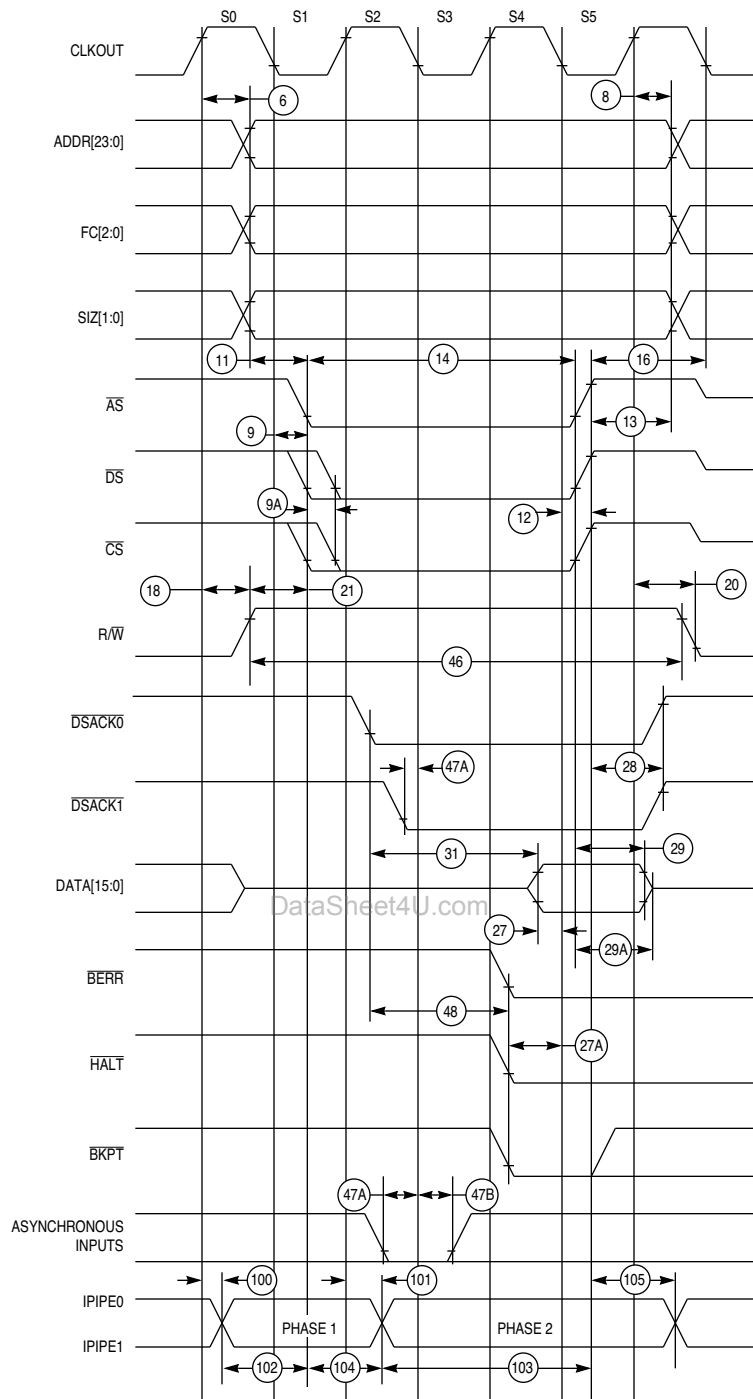 S0 S1 S2 S3 S4 S5
CLKOUT
6 8
ADDR[23:0]
FC[2:0]
SIZ[1:0]
11 14 16
AS
9 13
DS
9A 12
CS
18 21 20
R/W
46
DSACK0
47A 28
DSACK1
31 29
DATA[15:0]
DataSheet4U.com
27 29A
BERR
48
27A
HALT
BKPT
47A 47B
ASYNCHRONOUS
INPUTS
100 101 105
IPIPE0
PHASE 1 PHASE 2
IPIPE1
102 104 103